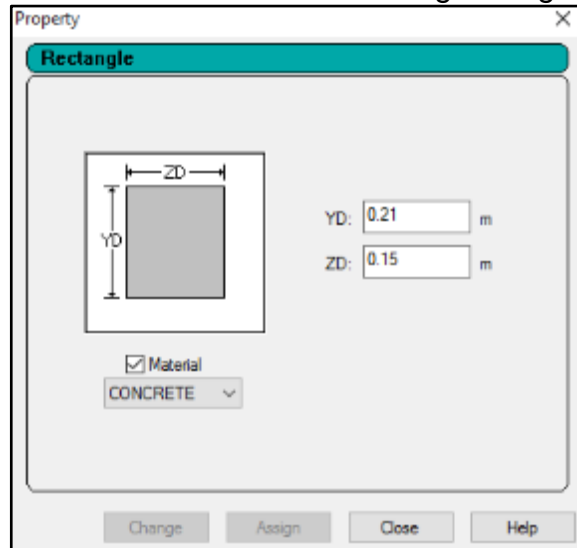 Property
Rectangle
ZD
YD
YD: 0.21 m
ZD: 0.15 m
Material
CONCRETE
Change Assign Close Help